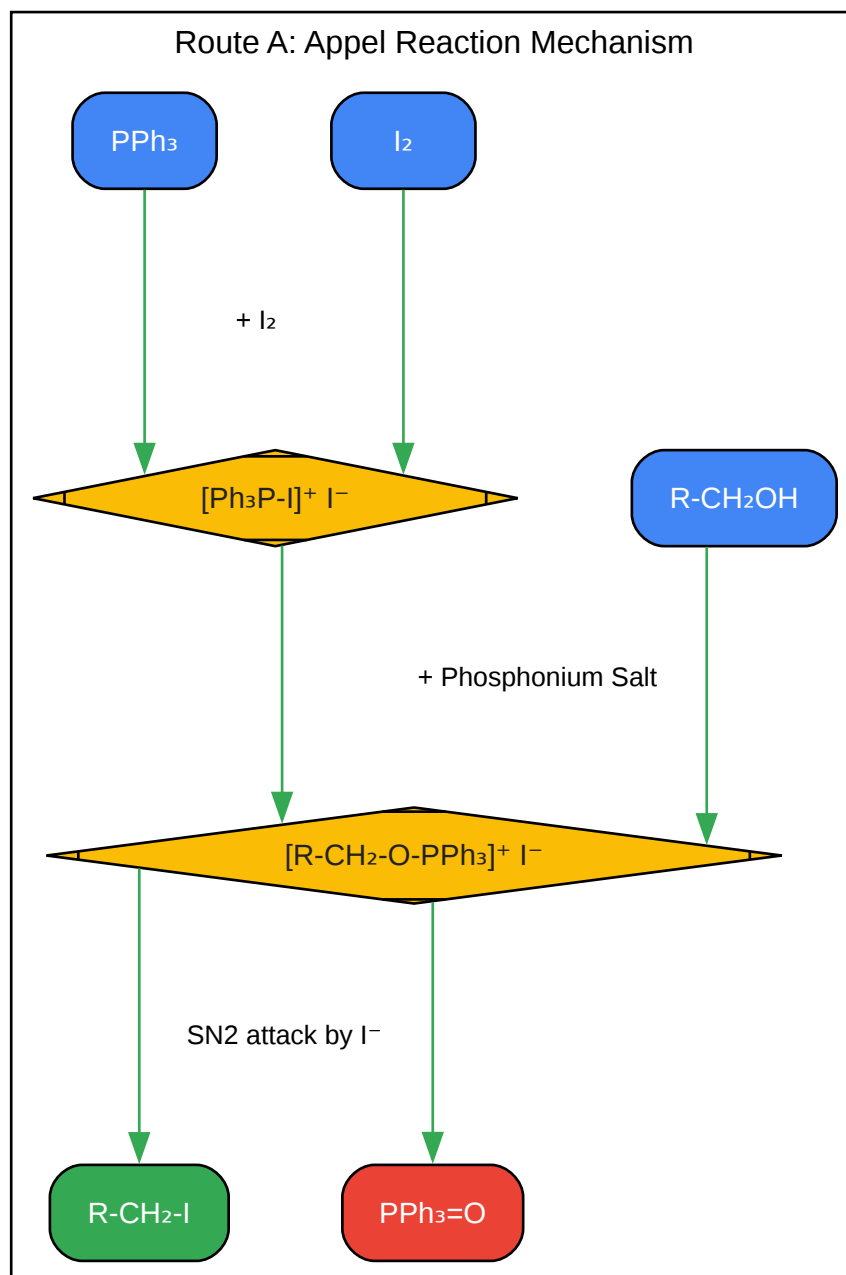 Route A: Appel Reaction Mechanism
PPh₃
I₂
+ I₂
[Ph₃P-I]⁺ I⁻
R-CH₂OH
+ Phosphonium Salt
[R-CH₂-O-PPh₃]⁺ I⁻
SN2 attack by I⁻
R-CH₂-I
PPh₃=O